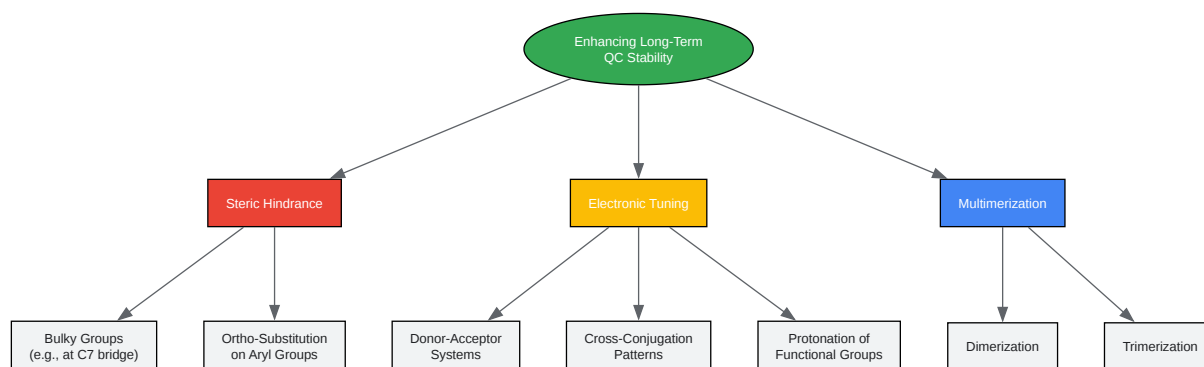 Enhancing Long-Term
QC Stability
Steric Hindrance
Electronic Tuning
Multimerization
Bulky Groups
(e.g., at C7 bridge)
Ortho-Substitution
on Aryl Groups
Donor-Acceptor
Systems
Cross-Conjugation
Patterns
Protonation of
Functional Groups
Dimerization
Trimerization